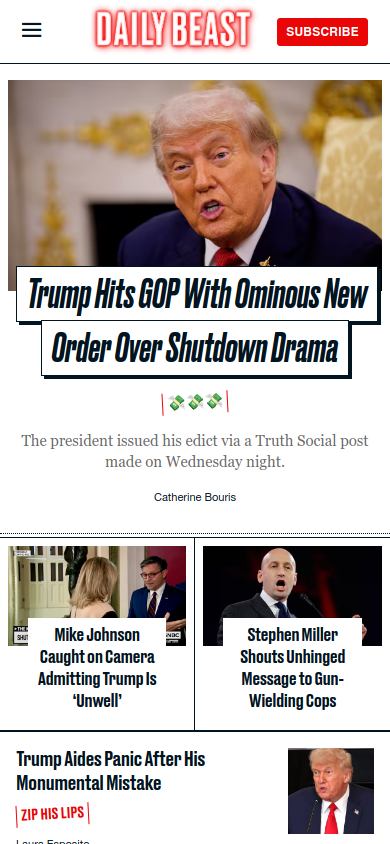 DAILY BEAST
SUBSCRIBE
Trump Hits GOP With Ominous New
Order Over Shutdown Drama
The president issued his edict via a Truth Social post
made on Wednesday night.
Catherine Bouris
Mike Johnson
Caught on Camera
Admitting Trump Is
‘Unwell’
Stephen Miller
Shouts Unhinged
Message to Gun-
Wielding Cops
Trump Aides Panic After His
Monumental Mistake
ZIP HIS LIPS
Laura Esposito